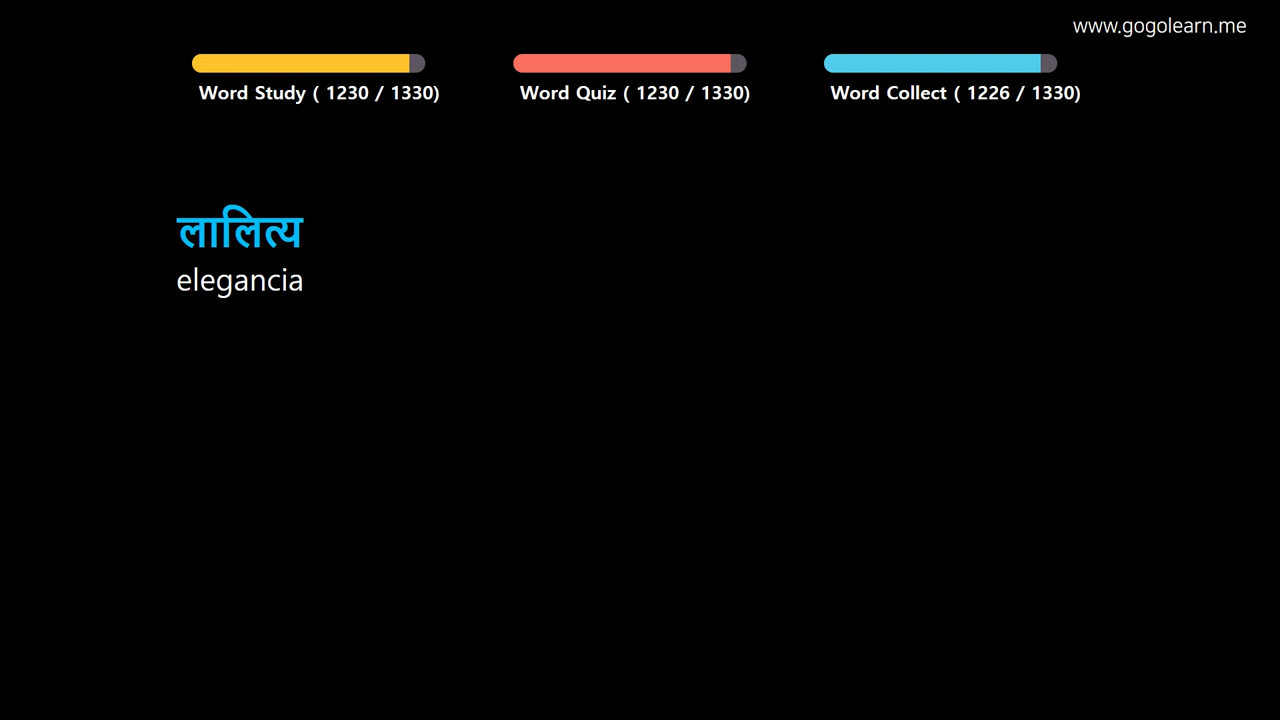 www.gogolearn.me
Word Study ( 1230 / 1330)
Word Quiz ( 1230 / 1330)
Word Collect ( 1226 / 1330)
लालित्य
elegancia